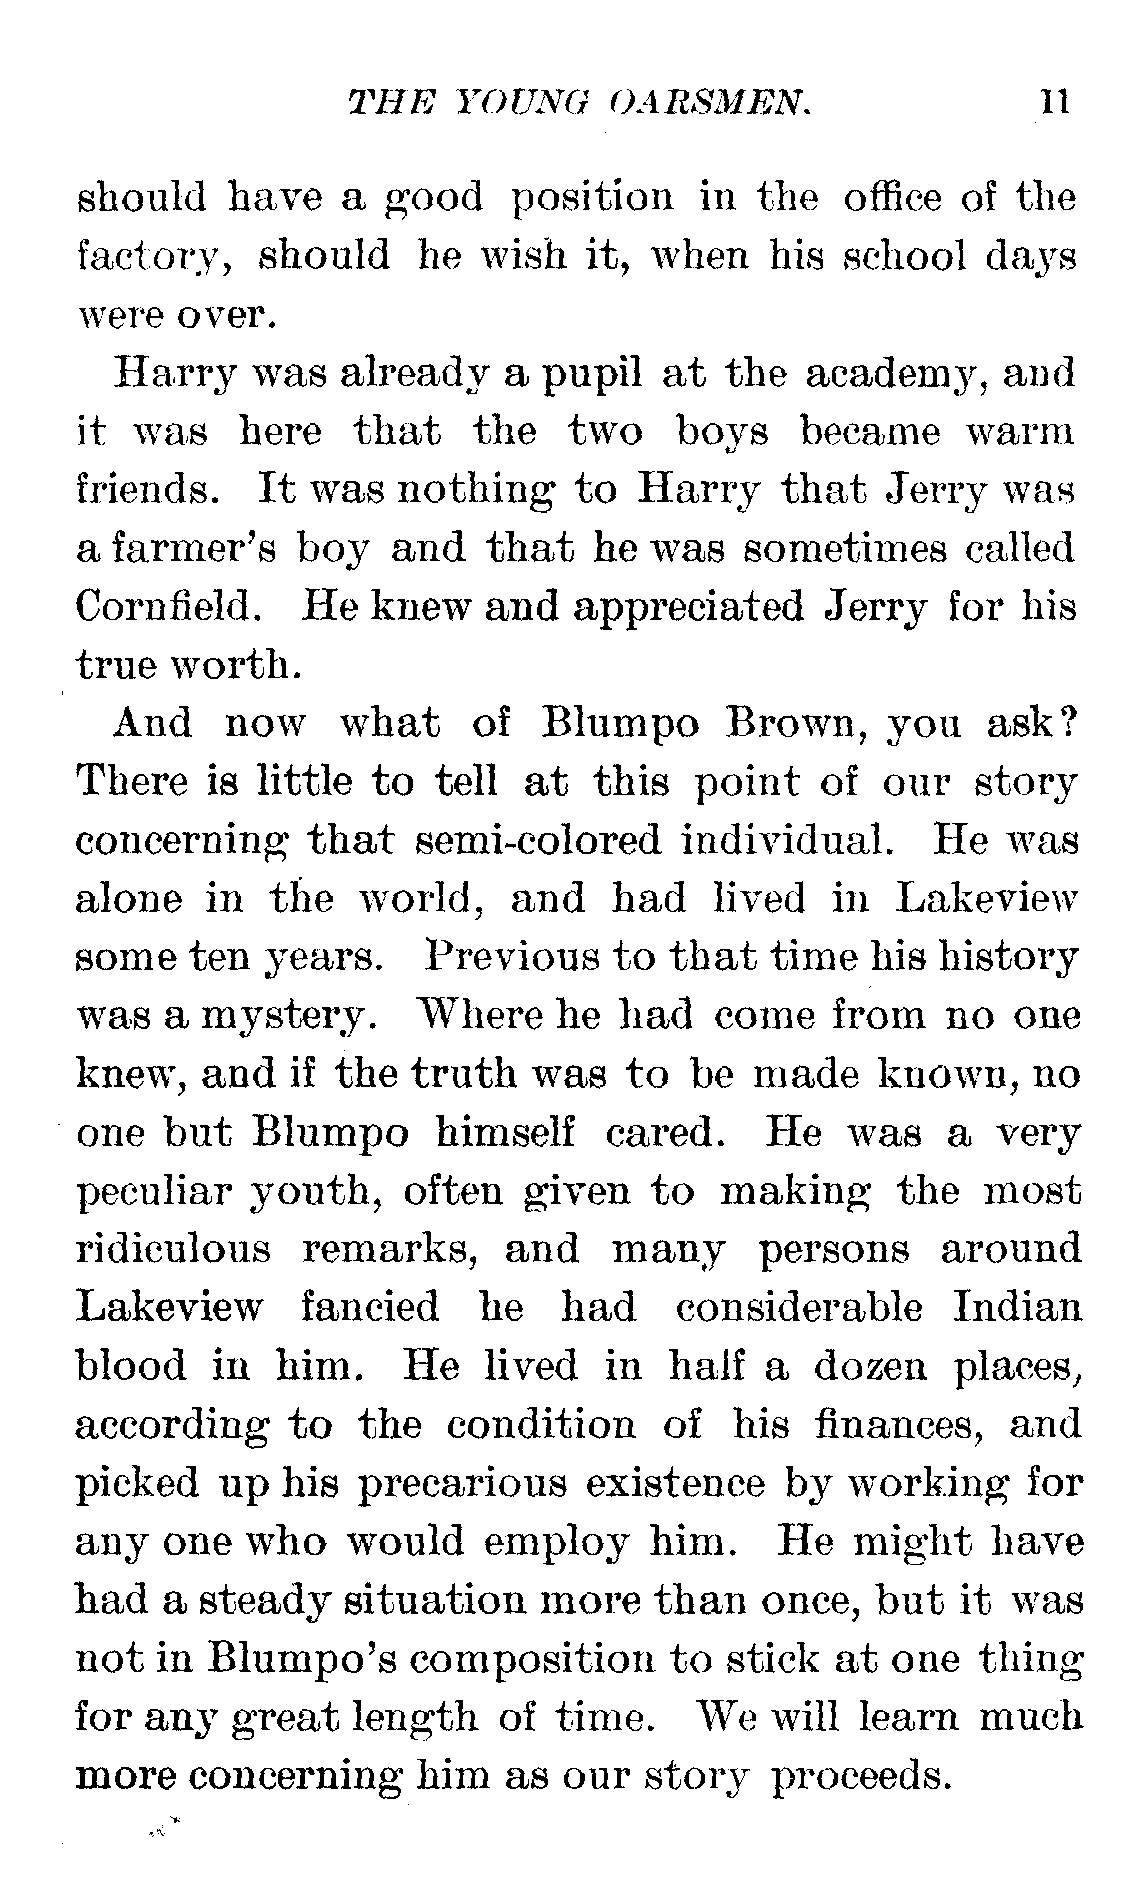 THE YOUNG OARSMEN. 11
should have a good position in the office of the
factory, should he wish it, when his school days
were over.
Harry was already a pupil at the academy, and
it was here that the two boys became warm
friends. It was nothing to Harry that Jerry was
a farmer's boy and that he was sometimes called
Cornfield. He knew and appreciated Jerry for his
true worth.
And now what of Blumpo Brown, you ask?
There is little to tell at this point of our story
concerning that semi-colored individual. He was
alone in the world, and had lived in Lakeview
some ten years. Previous to that time his history
was a mystery. Where he had come from no one
knew, and if the truth was to be made known, no
one but Blumpo himself cared. He was a very
peculiar youth, often given to making the most
ridiculous remarks, and many persons around
Lakeview fancied he had considerable Indian
blood in him. He lived in half a dozen places,
according to the condition of his finances, and
picked up his precarious existence by working for
any one who would employ him. He might have
had a steady situation more than once, but it was
not in Blumpo's composition to stick at one thing
for any great length of time. We will learn much
more concerning him as our story proceeds.